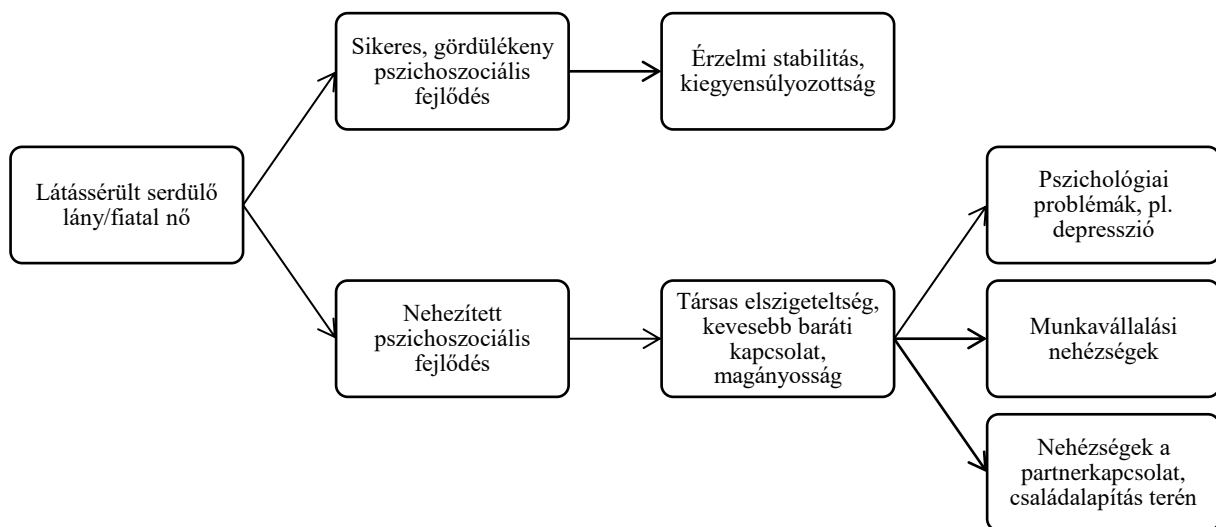 Látássérült serdülő
lány/fiatal nő
Sikeres, gördülékeny
pszichoszociális
fejlődés
Érzelmi stabilitás,
kiegyensúlyozottság
Nehezített
pszichoszociális
fejlődés
Társas elszigeteltség,
kevesebb baráti
kapcsolat,
magányosság
Pszichológiai
problémák, pl.
depresszió
Munkavállalási
nehézségek
Nehézségek a
partnerkapcsolat,
családalapítás terén